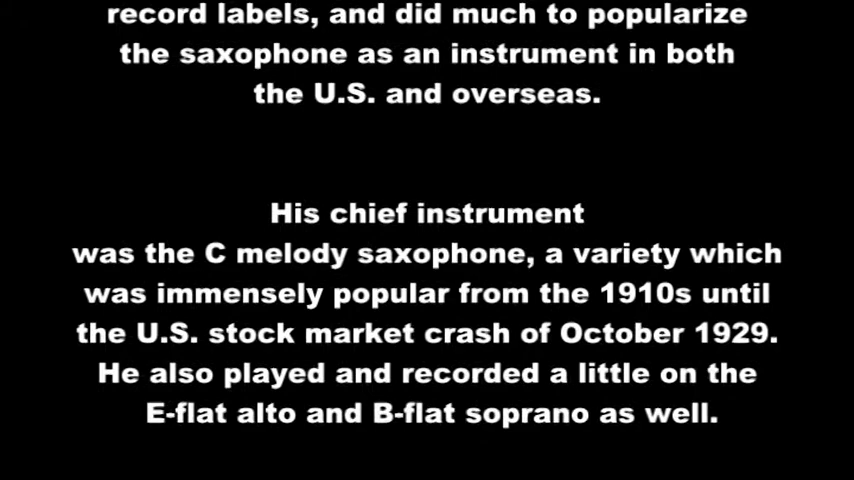 record labels, and did much to popularize
the saxophone as an instrument in both
the U.S. and overseas.
His chief instrument
was the C melody saxophone, a variety which
was immensely popular from the 1910s until
the U.S. stock market crash of October 1929.
He also played and recorded a little on the
E-flat alto and B-flat soprano as well.